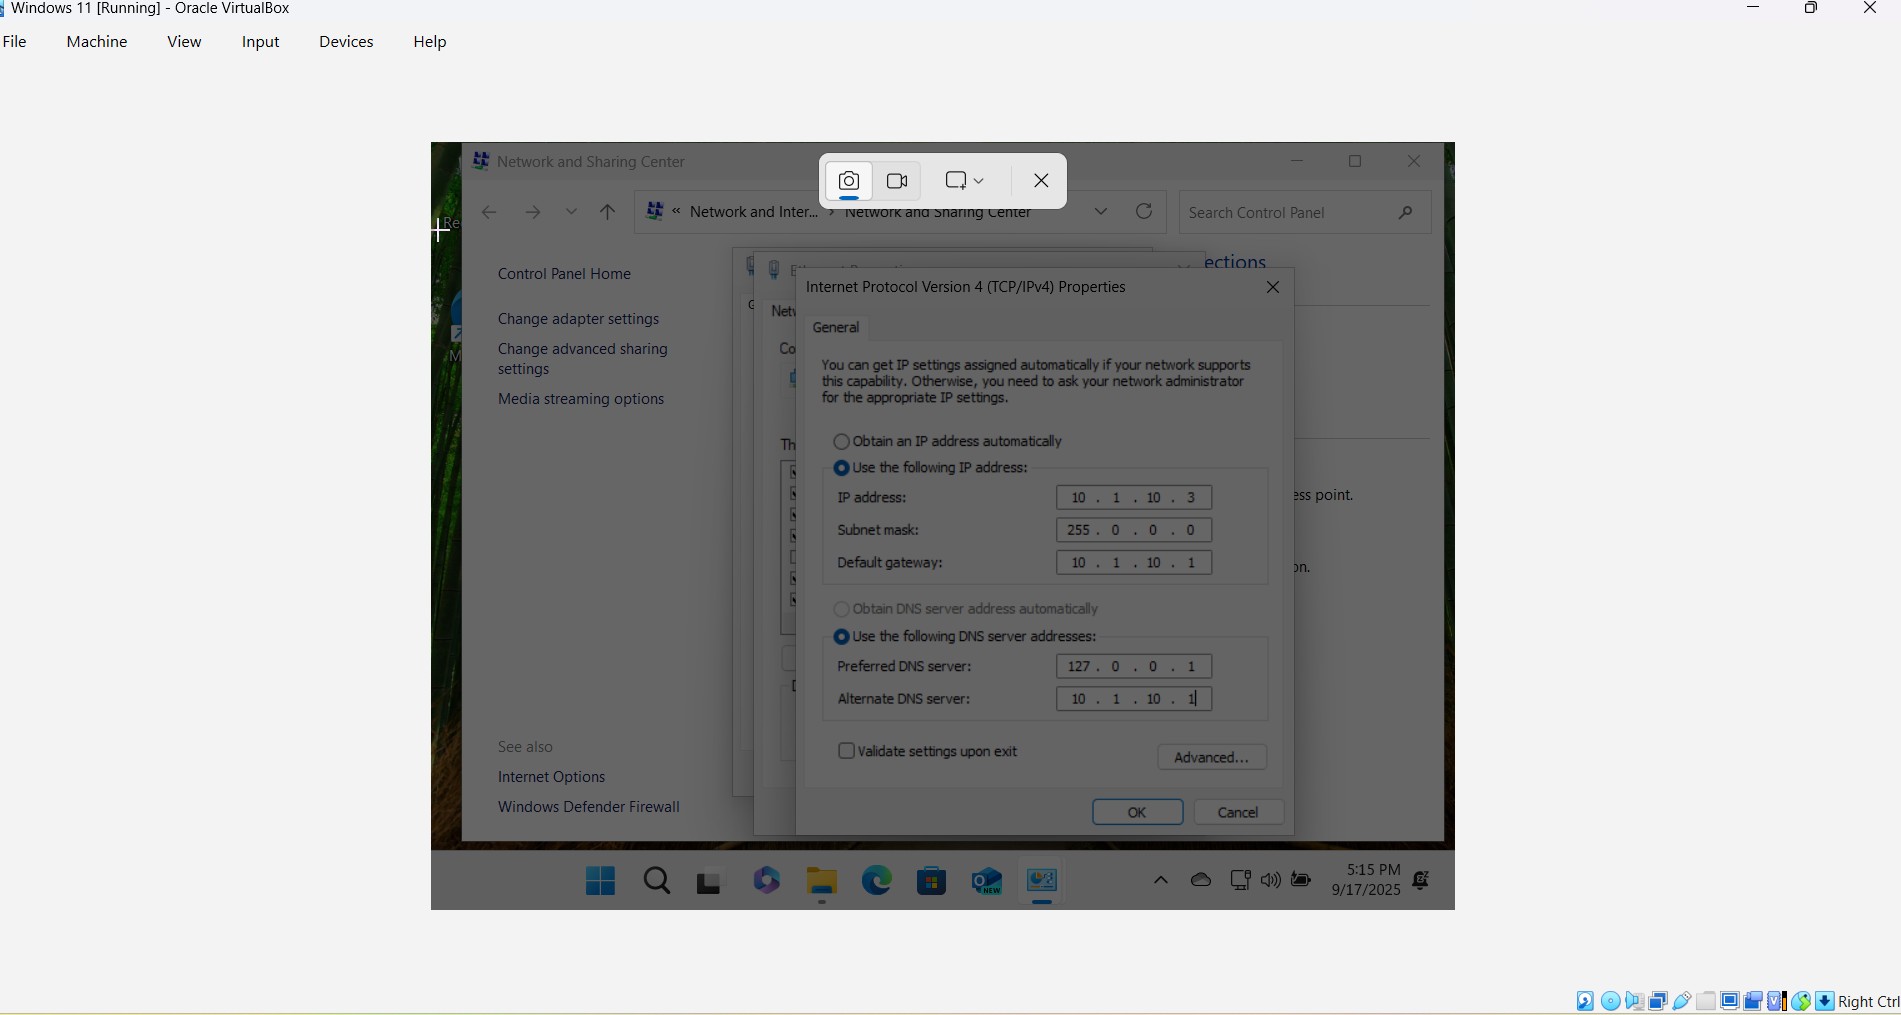 Windows 11 [Running] - Oracle VirtualBox
File Machine View Input Devices Help
Network and Sharing Center
« Network and Inter... › Network and Sharing Center
Search Control Panel
Re
Control Panel Home
Change adapter settings
Change advanced sharing
settings
Media streaming options
ections
Internet Protocol Version 4 (TCP/IPv4) Properties
Netw
General
Co
You can get IP settings assigned automatically if your network supports
this capability. Otherwise, you need to ask your network administrator
for the appropriate IP settings.
Th
Obtain an IP address automatically
Use the following IP address:
IP address: 10 . 1 . 10 . 3
ess point.
Subnet mask: 255 . 0 . 0 . 0
Default gateway: 10 . 1 . 10 . 1
on.
Obtain DNS server address automatically
Use the following DNS server addresses:
Preferred DNS server: 127 . 0 . 0 . 1
Alternate DNS server: 10 . 1 . 10 . 1
Validate settings upon exit
Advanced...
OK Cancel
See also
Internet Options
Windows Defender Firewall
NEW
5:15 PM
9/17/2025
Right Ctrl